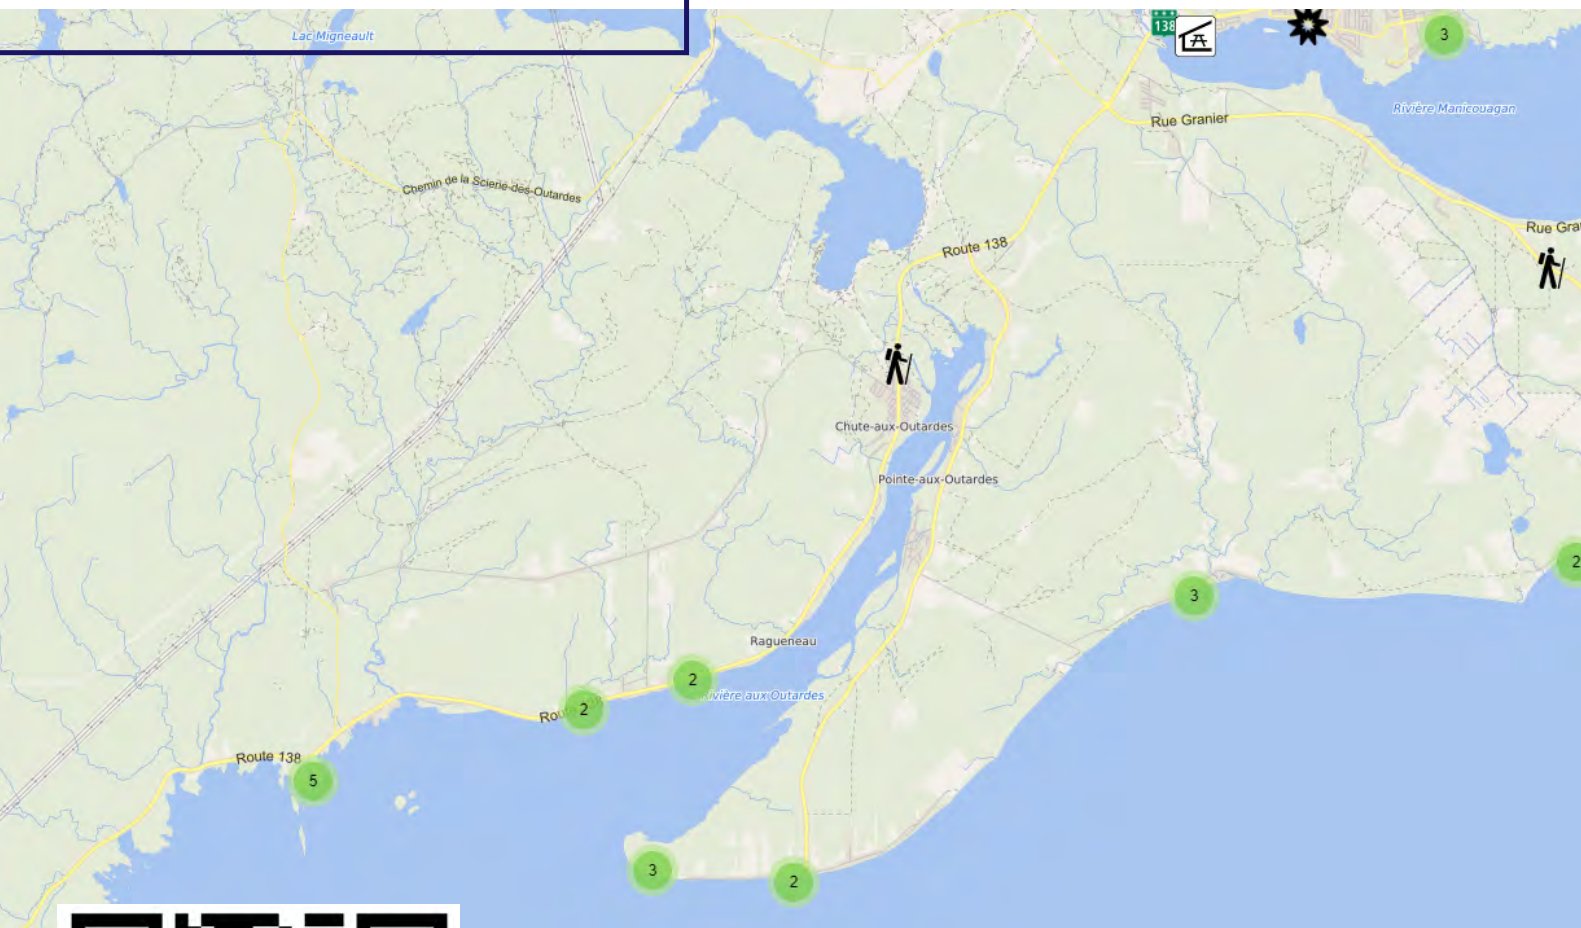 Lac Migneault
138
3
Rivière Manicouagan
Rue Granier
Chemin de la Scierie-des-Outardes
Rue Gra
Route 138
Chute-aux-Outardes
Pointe-aux-Outardes
2
3
Ragueneau
2
Rivière aux Outardes
2
Route 138
5
3
2